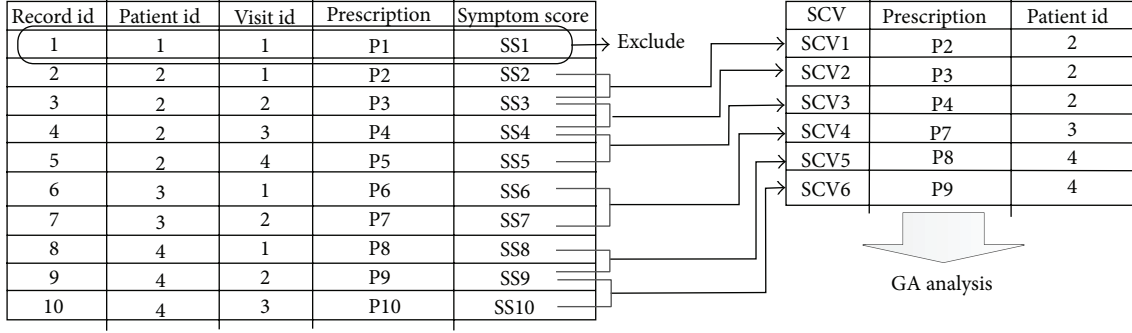 Record id Patient id Visit id Prescription Symptom score
1 1 1 P1 SS1
2 2 1 P2 SS2
3 2 2 P3 SS3
4 2 3 P4 SS4
5 2 4 P5 SS5
6 3 1 P6 SS6
7 3 2 P7 SS7
8 4 1 P8 SS8
9 4 2 P9 SS9
10 4 3 P10 SS10
Exclude
SCV Prescription Patient id
SCV1 P2 2
SCV2 P3 2
SCV3 P4 2
SCV4 P7 3
SCV5 P8 4
SCV6 P9 4
GA analysis